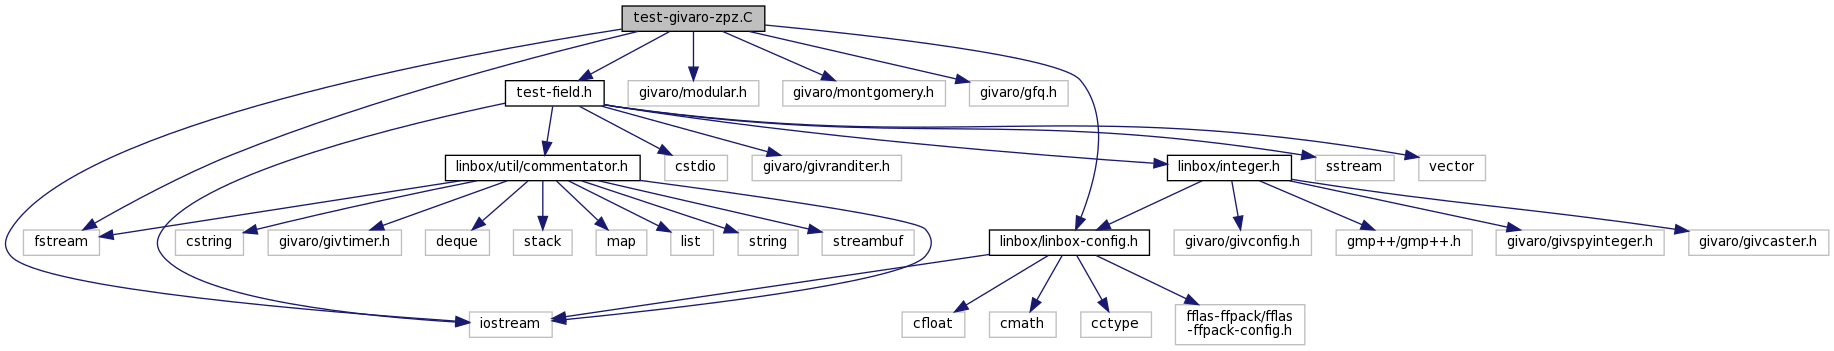 test-givaro-zpz.C
test-field.h
givaro/modular.h
givaro/montgomery.h
givaro/gfq.h
linbox/util/commentator.h
cstdio
givaro/givranditer.h
linbox/integer.h
sstream
vector
fstream
cstring
givaro/givtimer.h
deque
stack
map
list
string
streambuf
linbox/linbox-config.h
givaro/givconfig.h
gmp++/gmp++.h
givaro/givspyinteger.h
givaro/givcaster.h
iostream
cfloat
cmath
cctype
fflas-ffpack/fflas
-ffpack-config.h